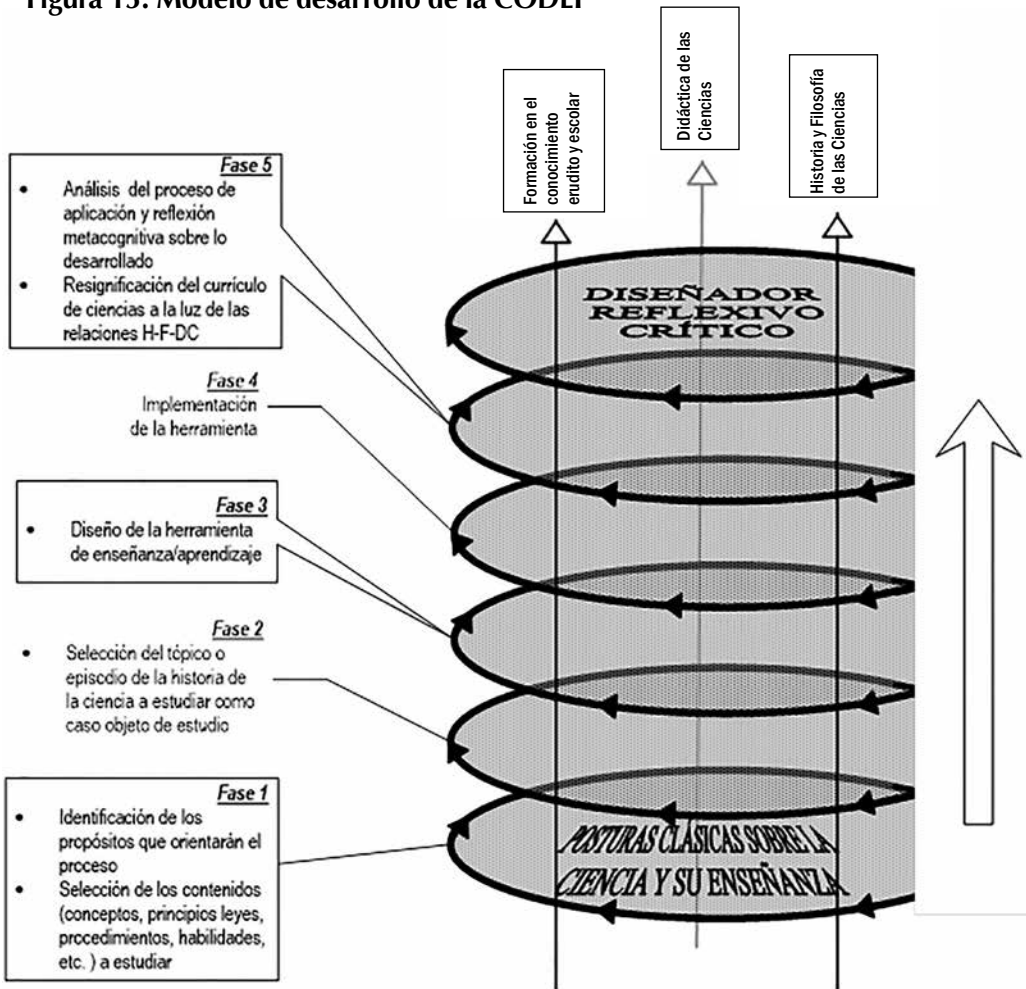 Figura 15: Modelo de desarrollo de la CODEF
Formación en el
conocimiento
erudito y escolar
Didáctica de las
Ciencias
Historia y Filosofía
de las Ciencias
Fase 5
• Análisis del proceso de
aplicación y reflexión
metacognitiva sobre lo
desarrollado
• Resignificación del currículo
de ciencias a la luz de las
relaciones H-F-DC
DISEÑADOR
REFLEXIVO
CRÍTICO
Fase 4
Implementación
de la herramienta
Fase 3
• Diseño de la herramienta
de enseñanza/aprendizaje
Fase 2
• Selección del tópico o
episodio de la historia de
la ciencia a estudiar como
caso objeto de estudio
Fase 1
• Identificación de los
propósitos que orientarán el
proceso
• Selección de los contenidos
(conceptos, principios leyes,
procedimientos, habilidades,
etc. ) a estudiar
POSTURAS CLÁSICAS SOBRE LA
CIENCIA Y SU ENSEÑANZA